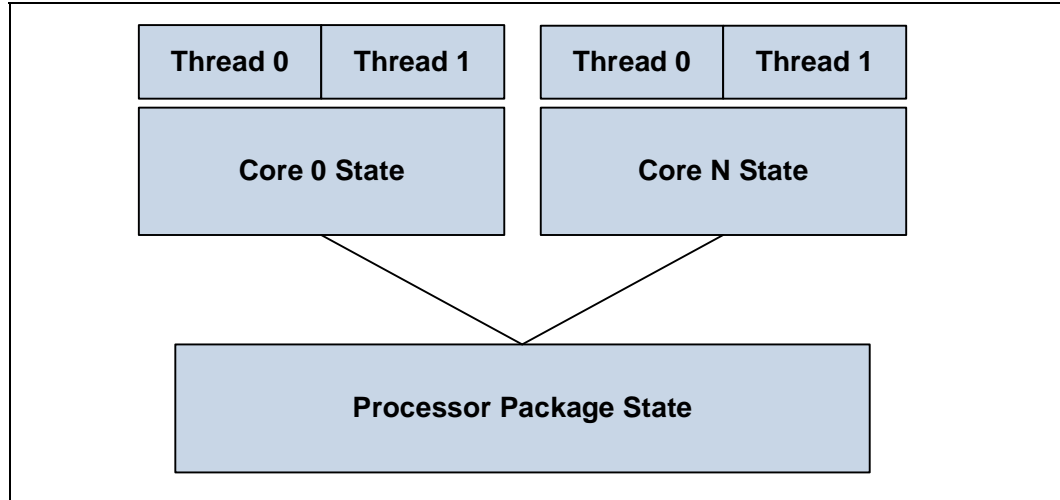 Thread 0 Thread 1 Thread 0 Thread 1
Core 0 State Core N State
Processor Package State